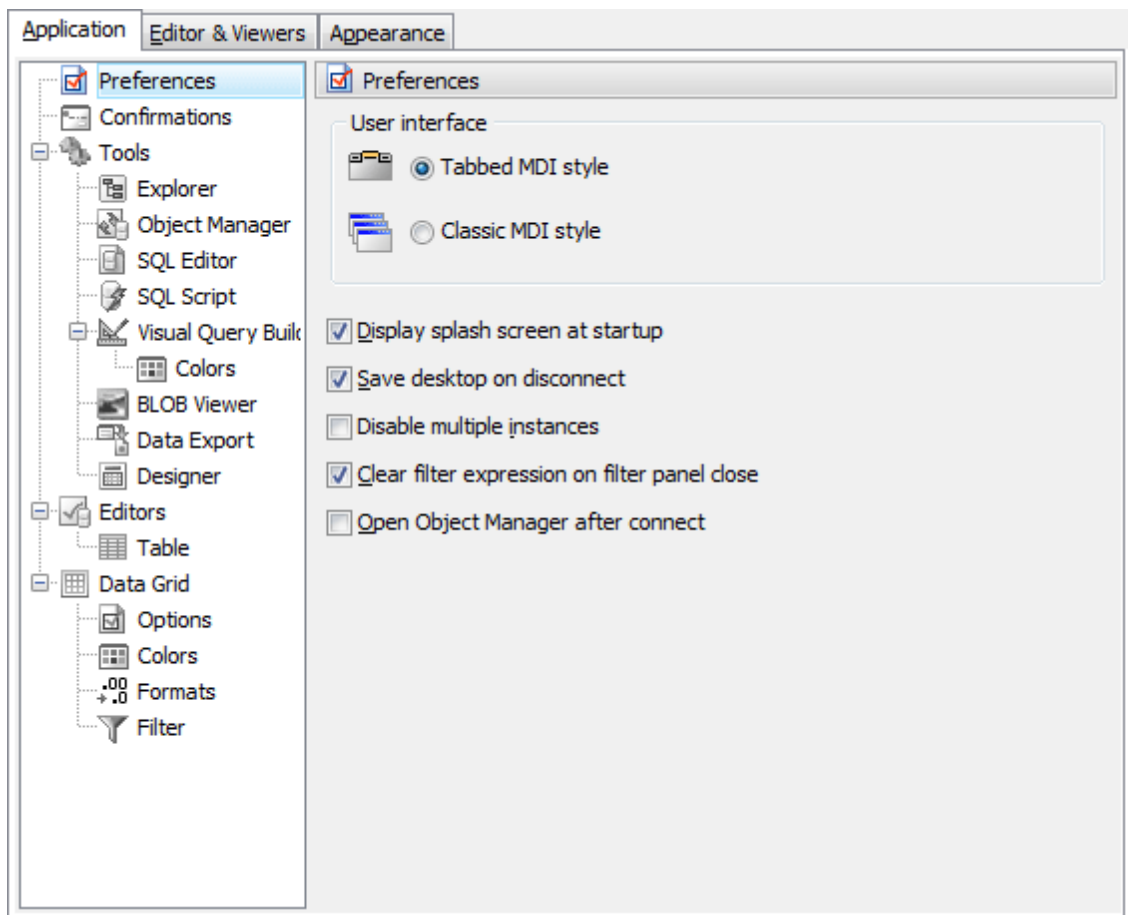 Application
Editor & Viewers
Appearance
Preferences
Confirmations
Tools
Explorer
Object Manager
SQL Editor
SQL Script
Visual Query Builc
Colors
BLOB Viewer
Data Export
Designer
Editors
Table
Data Grid
Options
Colors
Formats
Filter
Preferences
User interface
Tabbed MDI style
Classic MDI style
Display splash screen at startup
Save desktop on disconnect
Disable multiple instances
Clear filter expression on filter panel close
Open Object Manager after connect